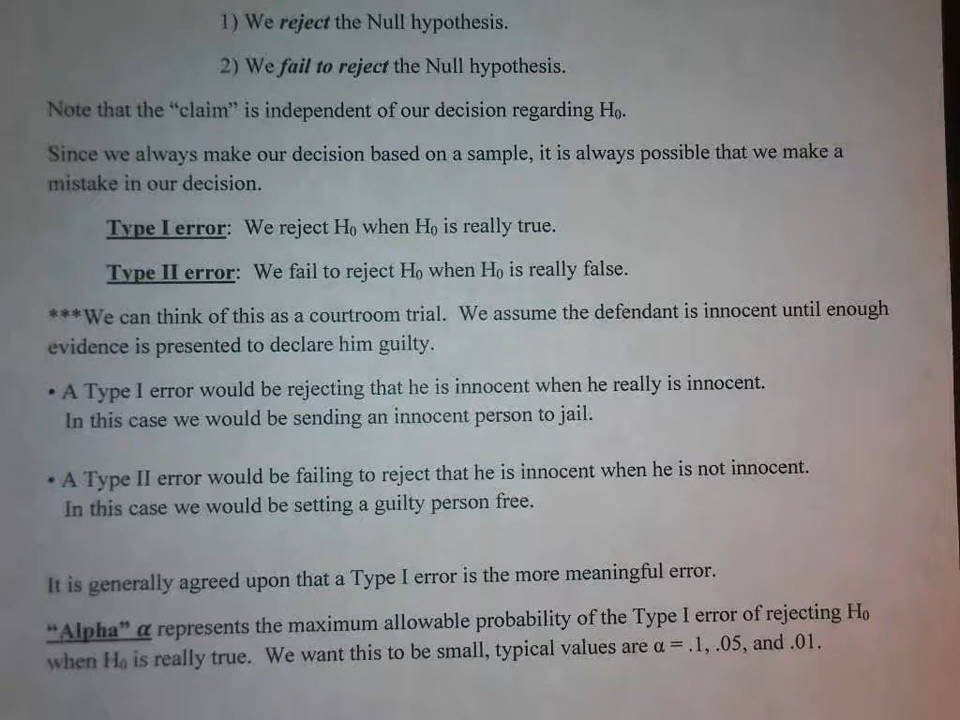 1) We reject the Null hypothesis.
2) We fail to reject the Null hypothesis.
Note that the “claim” is independent of our decision regarding H₀.
Since we always make our decision based on a sample, it is always possible that we make a
mistake in our decision.
Type I error: We reject H₀ when H₀ is really true.
Type II error: We fail to reject H₀ when H₀ is really false.
***We can think of this as a courtroom trial. We assume the defendant is innocent until enough
evidence is presented to declare him guilty.
• A Type I error would be rejecting that he is innocent when he really is innocent.
In this case we would be sending an innocent person to jail.
• A Type II error would be failing to reject that he is innocent when he is not innocent.
In this case we would be setting a guilty person free.
It is generally agreed upon that a Type I error is the more meaningful error.
“Alpha” α represents the maximum allowable probability of the Type I error of rejecting H₀
when H₀ is really true. We want this to be small, typical values are α = .1, .05, and .01.